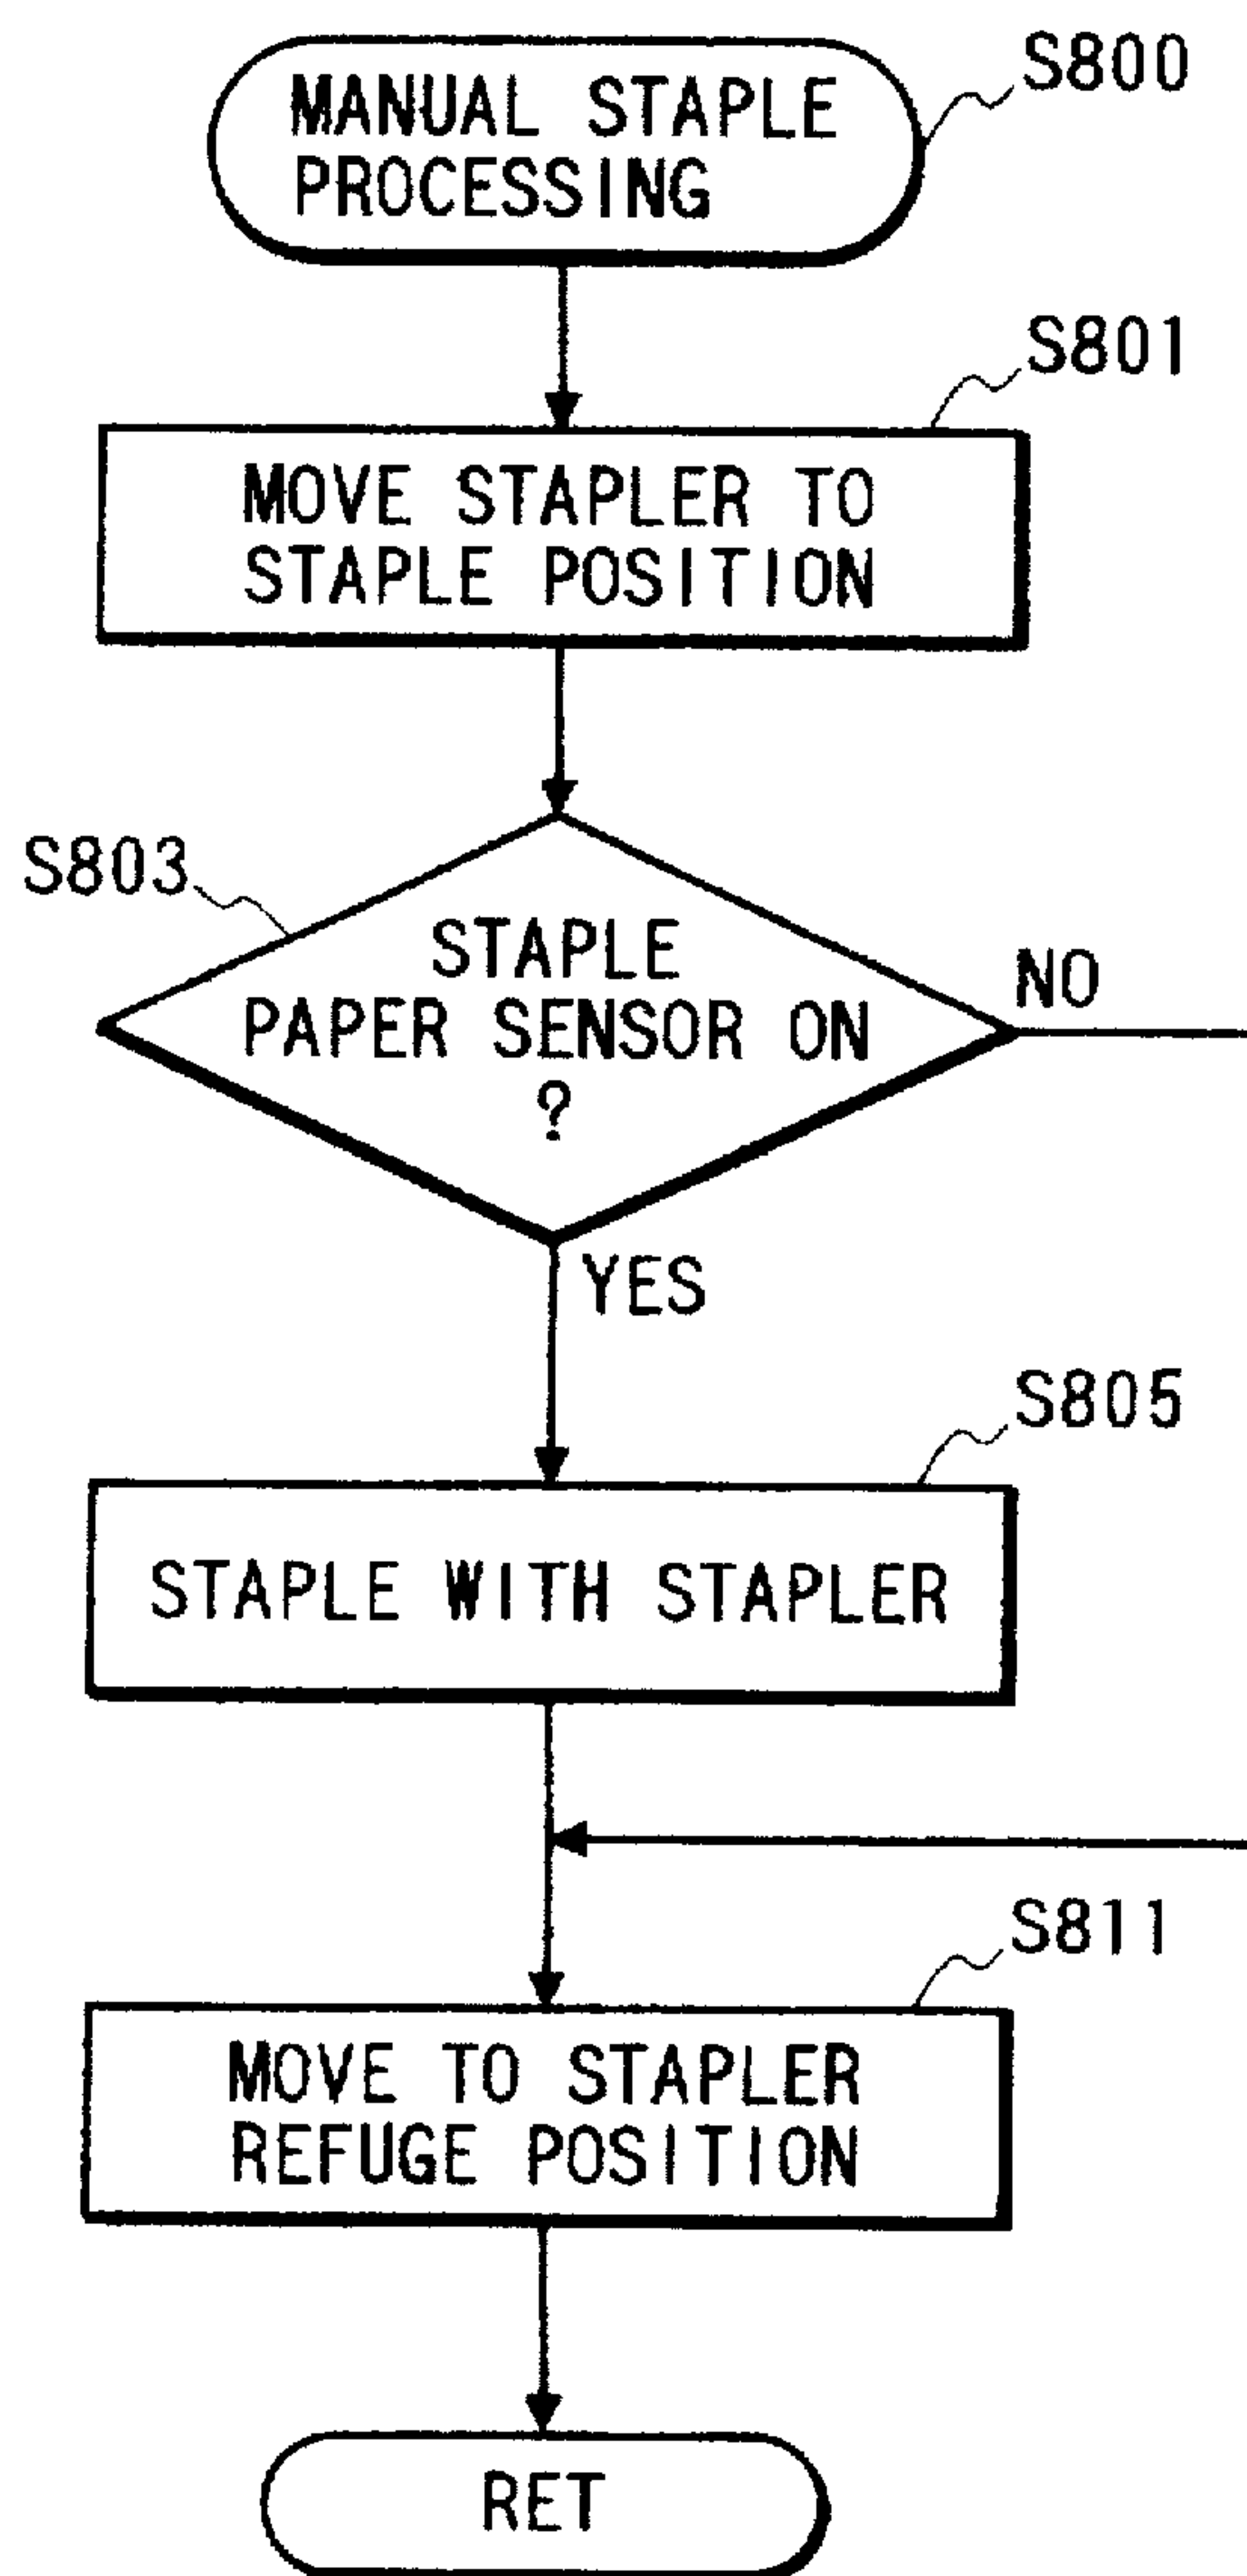 MANUAL STAPLE
PROCESSING
S800
S801
MOVE STAPLER TO
STAPLE POSITION
S803
STAPLE
PAPER SENSOR ON
?
NO
YES
S805
STAPLE WITH STAPLER
S811
MOVE TO STAPLER
REFUGE POSITION
RET